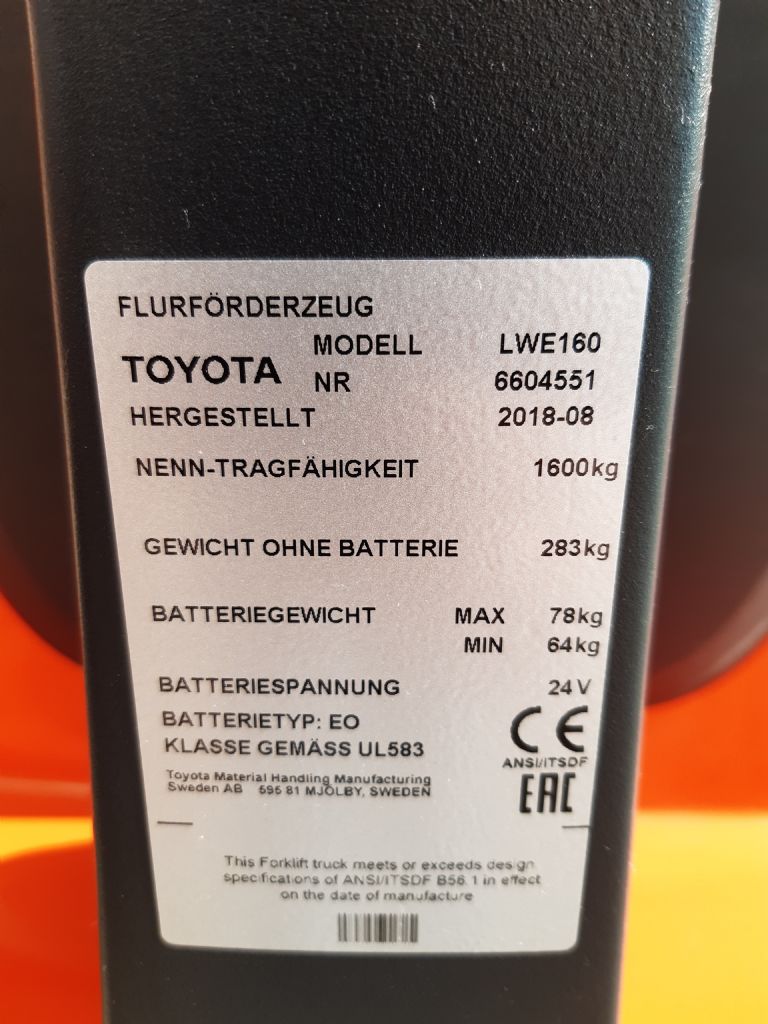 FLURFÖRDERZEUG
MODELL LWE160
TOYOTA NR 6604551
HERGESTELLT 2018-08
NENN-TRAGFÄHIGKEIT 1600kg
GEWICHT OHNE BATTERIE 283kg
BATTERIEGEWICHT MAX 78kg
MIN 64kg
BATTERIESPANNUNG 24V
BATTERIETYP: EO
KLASSE GEMÄSS UL583
CE
ANSI/ITSDF
EAC
Toyota Material Handling Manufacturing
Sweden AB 595 81 MJÖLBY, SWEDEN
This Forklift truck meets or exceeds design
specifications of ANSI/ITSDF B56.1 in effect
on the date of manufacture